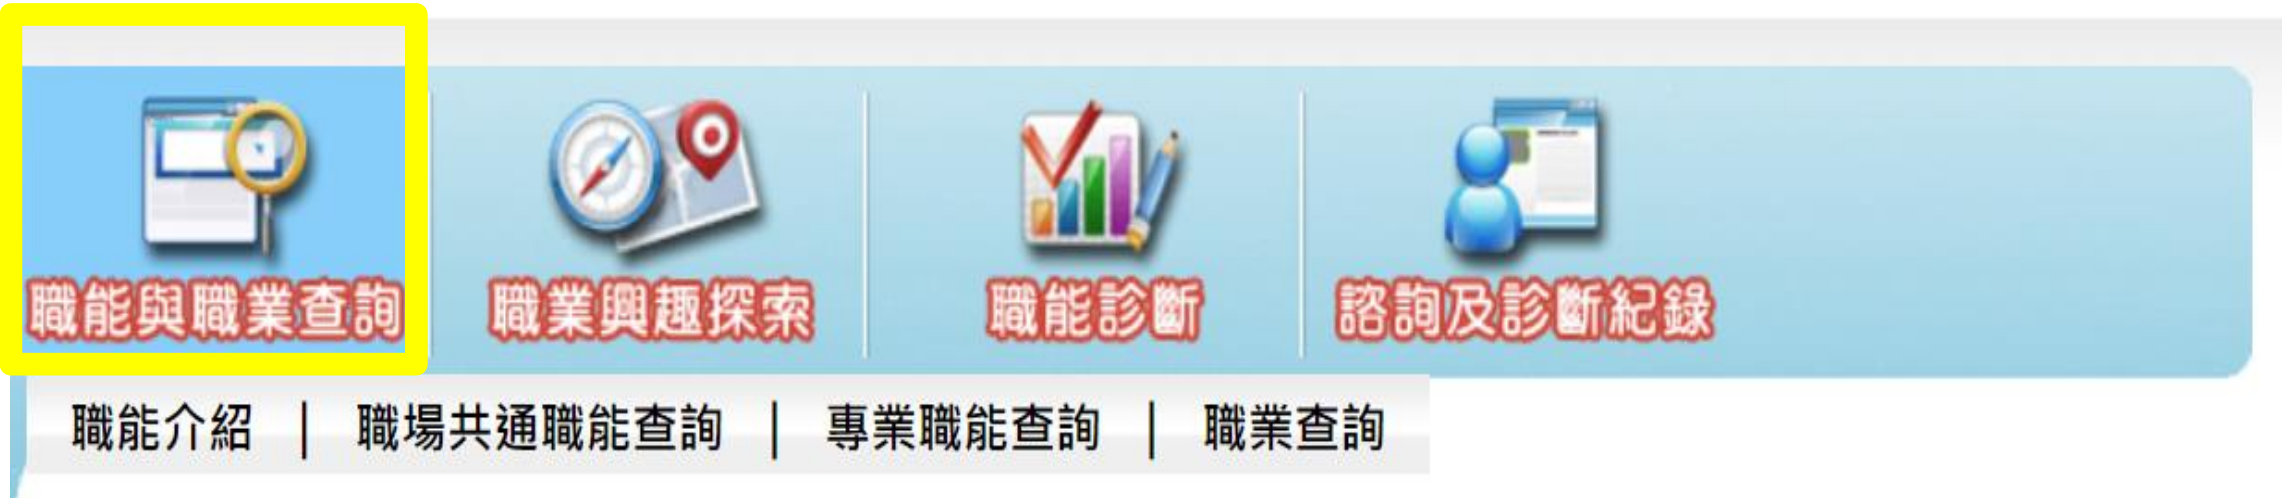 職能與職業查詢 職業興趣探索 職能診斷 諮詢及診斷紀錄
職能介紹 | 職場共通職能查詢 | 專業職能查詢 | 職業查詢